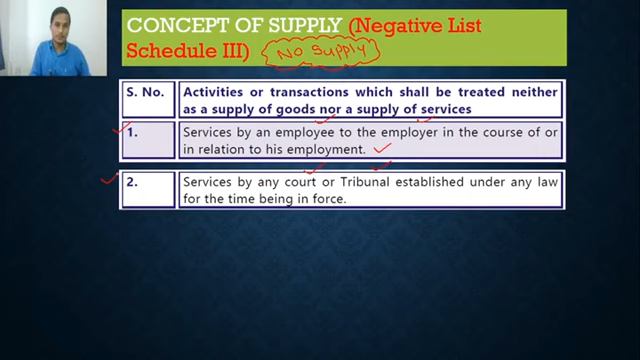 CONCEPT OF SUPPLY (Negative List
Schedule III) No Supply
S. No. Activities or transactions which shall be treated neither
as a supply of goods nor a supply of services
1. Services by an employee to the employer in the course of or
in relation to his employment.
2. Services by any court or Tribunal established under any law
for the time being in force.